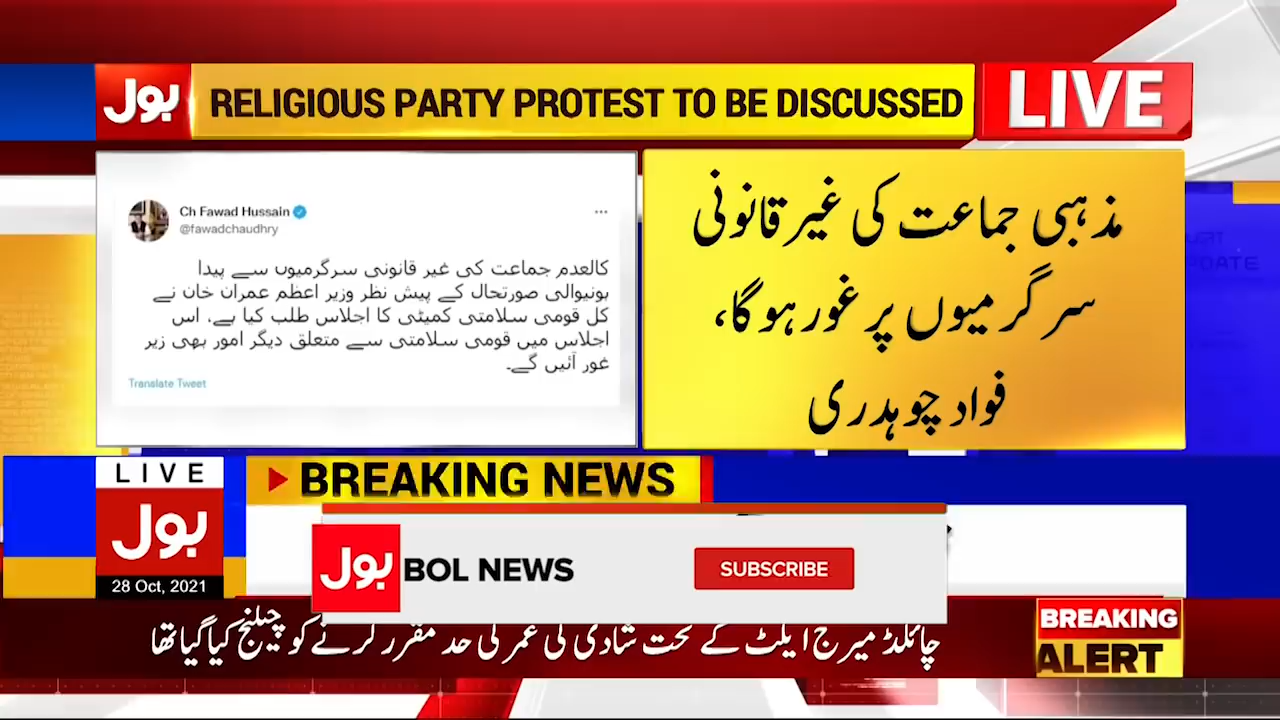 بول RELIGIOUS PARTY PROTEST TO BE DISCUSSED LIVE
Ch Fawad Hussain
@fawadchaudhry
کالعدم جماعت کی غیر قانونی سرگرمیوں سے پیدا
ہونیوالی صورتحال کے پیش نظر وزیر اعظم عمران خان نے
کل قومی سلامتی کمیٹی کا اجلاس طلب کیا ہے، اس
اجلاس میں قومی سلامتی سے متعلق دیگر امور بھی زیر
غور آئیں گے۔
Translate Tweet
مذہبی جماعت کی غیر قانونی
سرگرمیوں پر غور ہو گا،
فواد چوہدری
LIVE
بول
28 Oct, 2021
BREAKING NEWS
بول BOL NEWS SUBSCRIBE
چائلڈ میرج ایکٹ کے تحت شادی کی عمر کی حد مقرر کرنے کو چیلنج کیا گیا تھا
BREAKING
ALERT